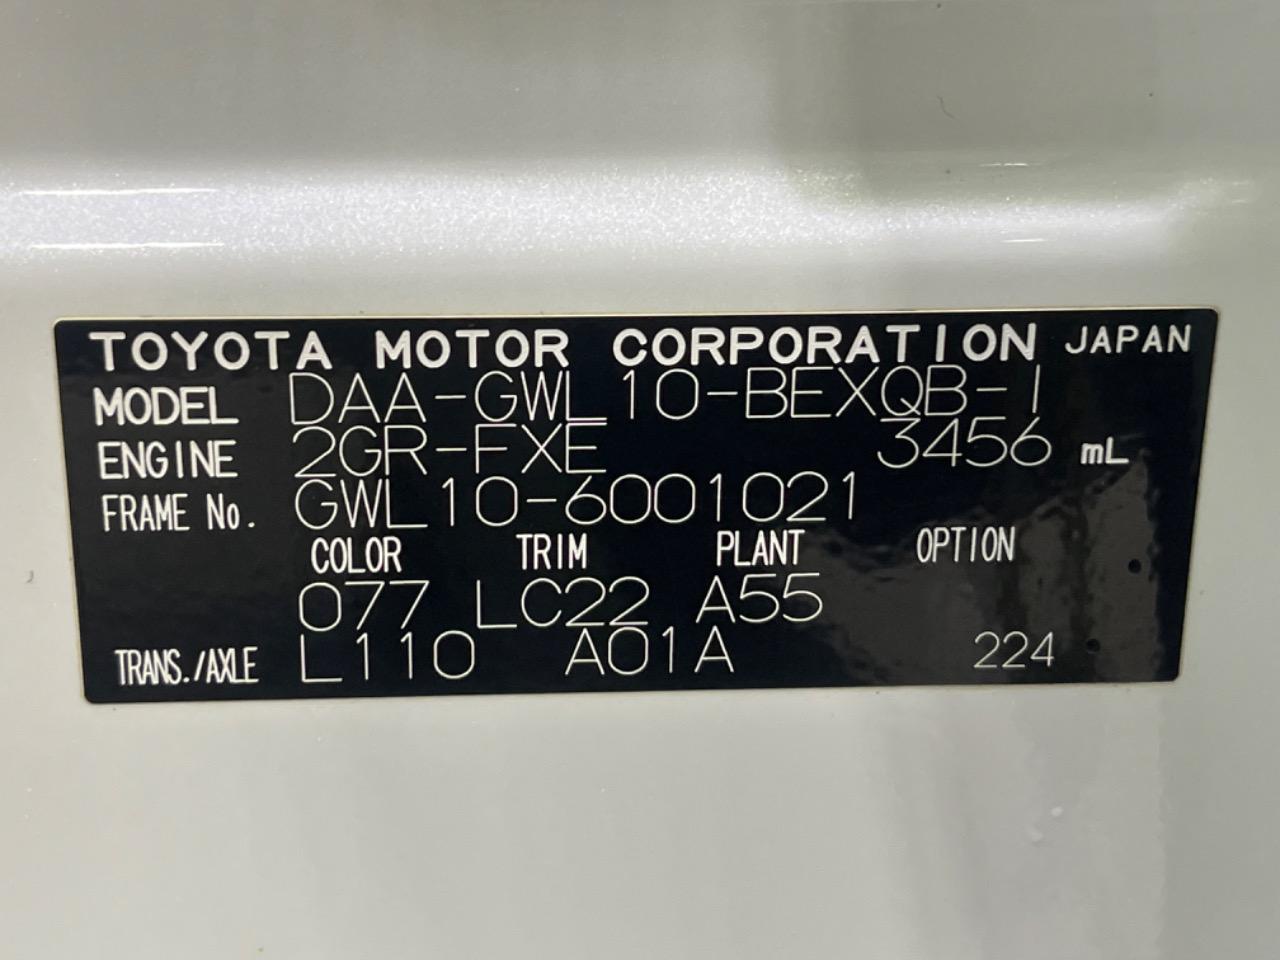 TOYOTA MOTOR CORPORATION JAPAN
MODEL DAA-GWL10-BEXQB-1
ENGINE 2GR-FXE 3456 mL
FRAME No. GWL10-6001021
COLOR TRIM PLANT OPTION
077 LC22 A55
TRANS./AXLE L110 A01A 224